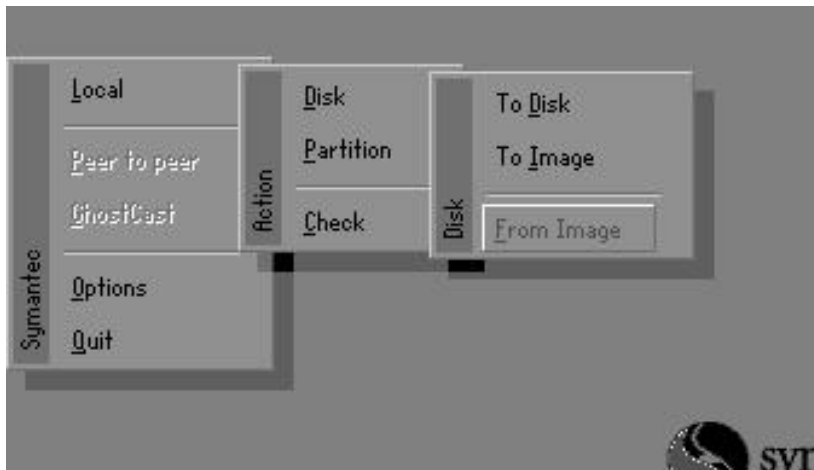 Symantec
Local
Peer to peer
GhostCast
Options
Quit
Action
Disk
Partition
Check
Disk
To Disk
To Image
From Image